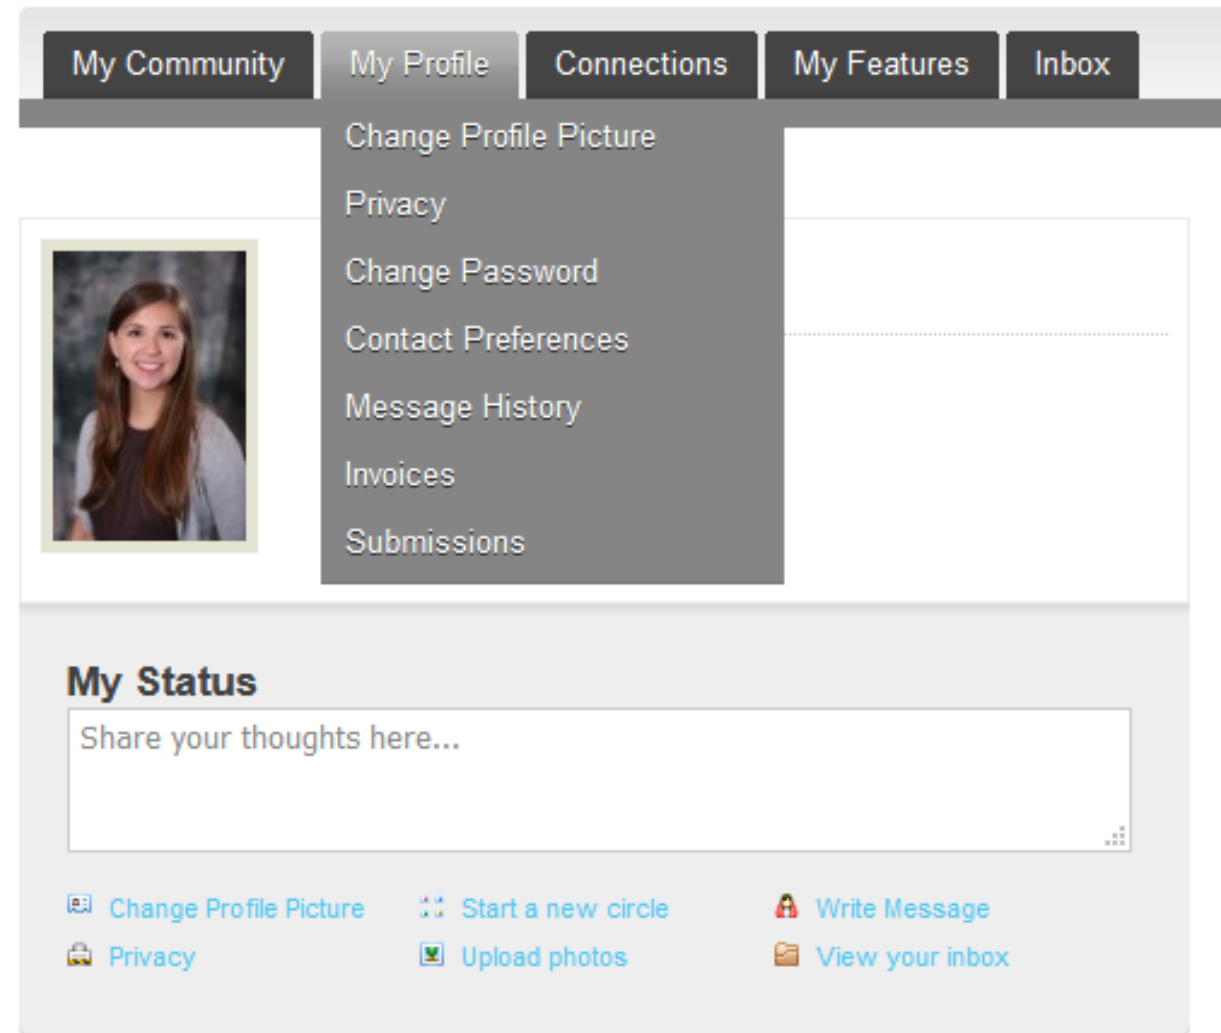 My Community My Profile Connections My Features Inbox
Change Profile Picture
Privacy
Change Password
Contact Preferences
Message History
Invoices
Submissions
My Status
Share your thoughts here...
Change Profile Picture Start a new circle Write Message
Privacy Upload photos View your inbox